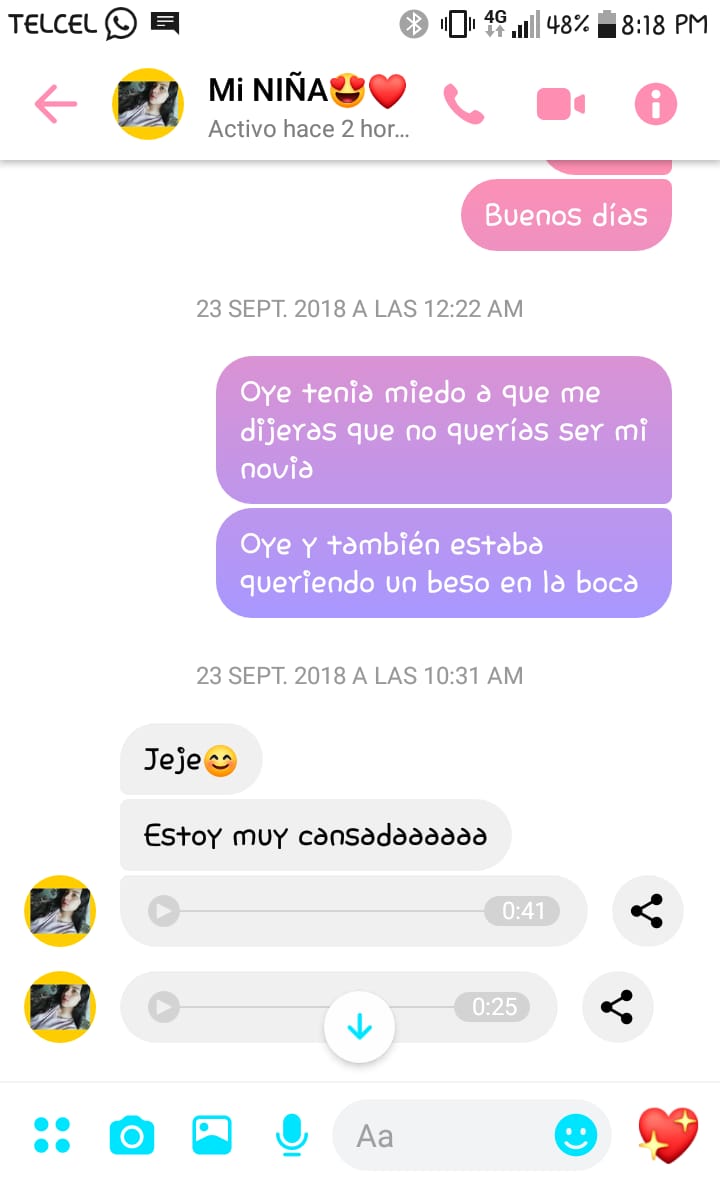 TELCEL 4G 48% 8:18 PM
Mi NIÑA😍❤️
Activo hace 2 hor...
Buenos días
23 SEPT. 2018 A LAS 12:22 AM
Oye tenia miedo a que me
dijeras que no querías ser mi
novia
Oye y también estaba
queriendo un beso en la boca
23 SEPT. 2018 A LAS 10:31 AM
Jeje😊
Estoy muy cansadaaaaaa
0:41
0:25
Aa